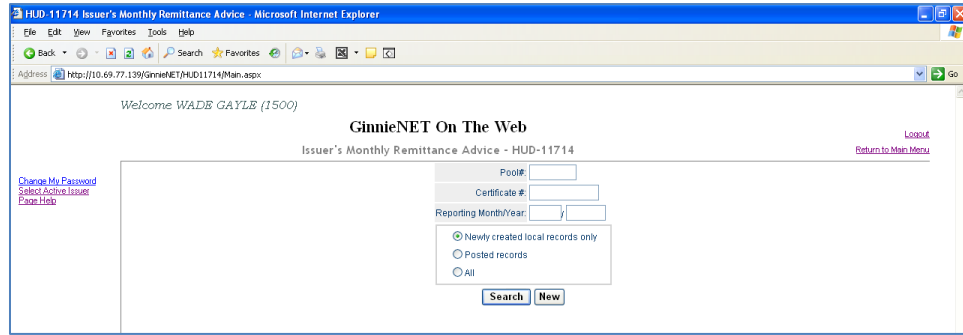 HUD-11714 Issuer's Monthly Remittance Advice - Microsoft Internet Explorer
File Edit View Favorites Tools Help
Back Search Favorites
Address http://10.69.77.139/GinnieNET/HUD11714/Main.aspx Go
Welcome WADE GAYLE (1500)
GinnieNET On The Web
Logout
Issuer's Monthly Remittance Advice - HUD-11714
Return to Main Menu
Change My Password
Select Active Issuer
Page Help
Pool#:
Certificate #:
Reporting Month/Year: /
Newly created local records only
Posted records
All
Search New